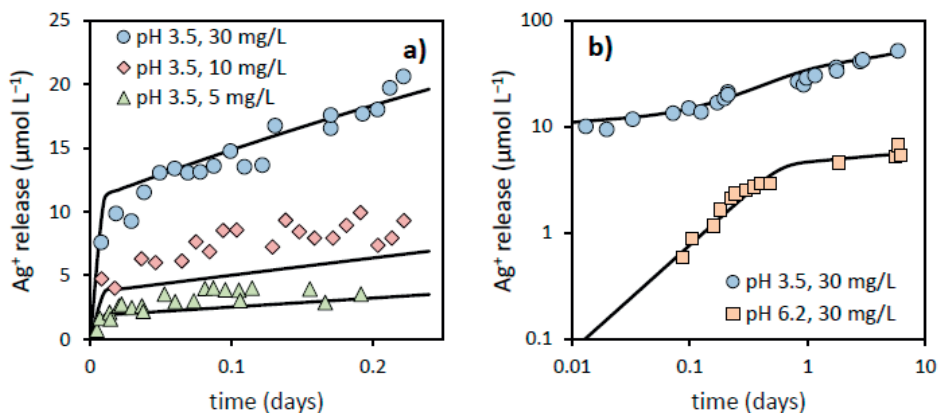 a)
pH 3.5, 30 mg/L
pH 3.5, 10 mg/L
pH 3.5, 5 mg/L
25
20
15
10
5
0
Ag⁺ release (µmol L⁻¹)
0
0.1
0.2
time (days)
b)
100
10
1
0.1
Ag⁺ release (µmol L⁻¹)
pH 3.5, 30 mg/L
pH 6.2, 30 mg/L
0.01
0.1
1
10
time (days)